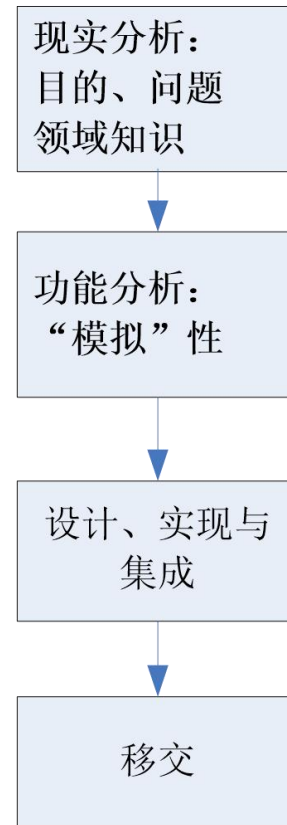 现实分析：
目的、问题
领域知识
功能分析：
“模拟”性
设计、实现与
集成
移交